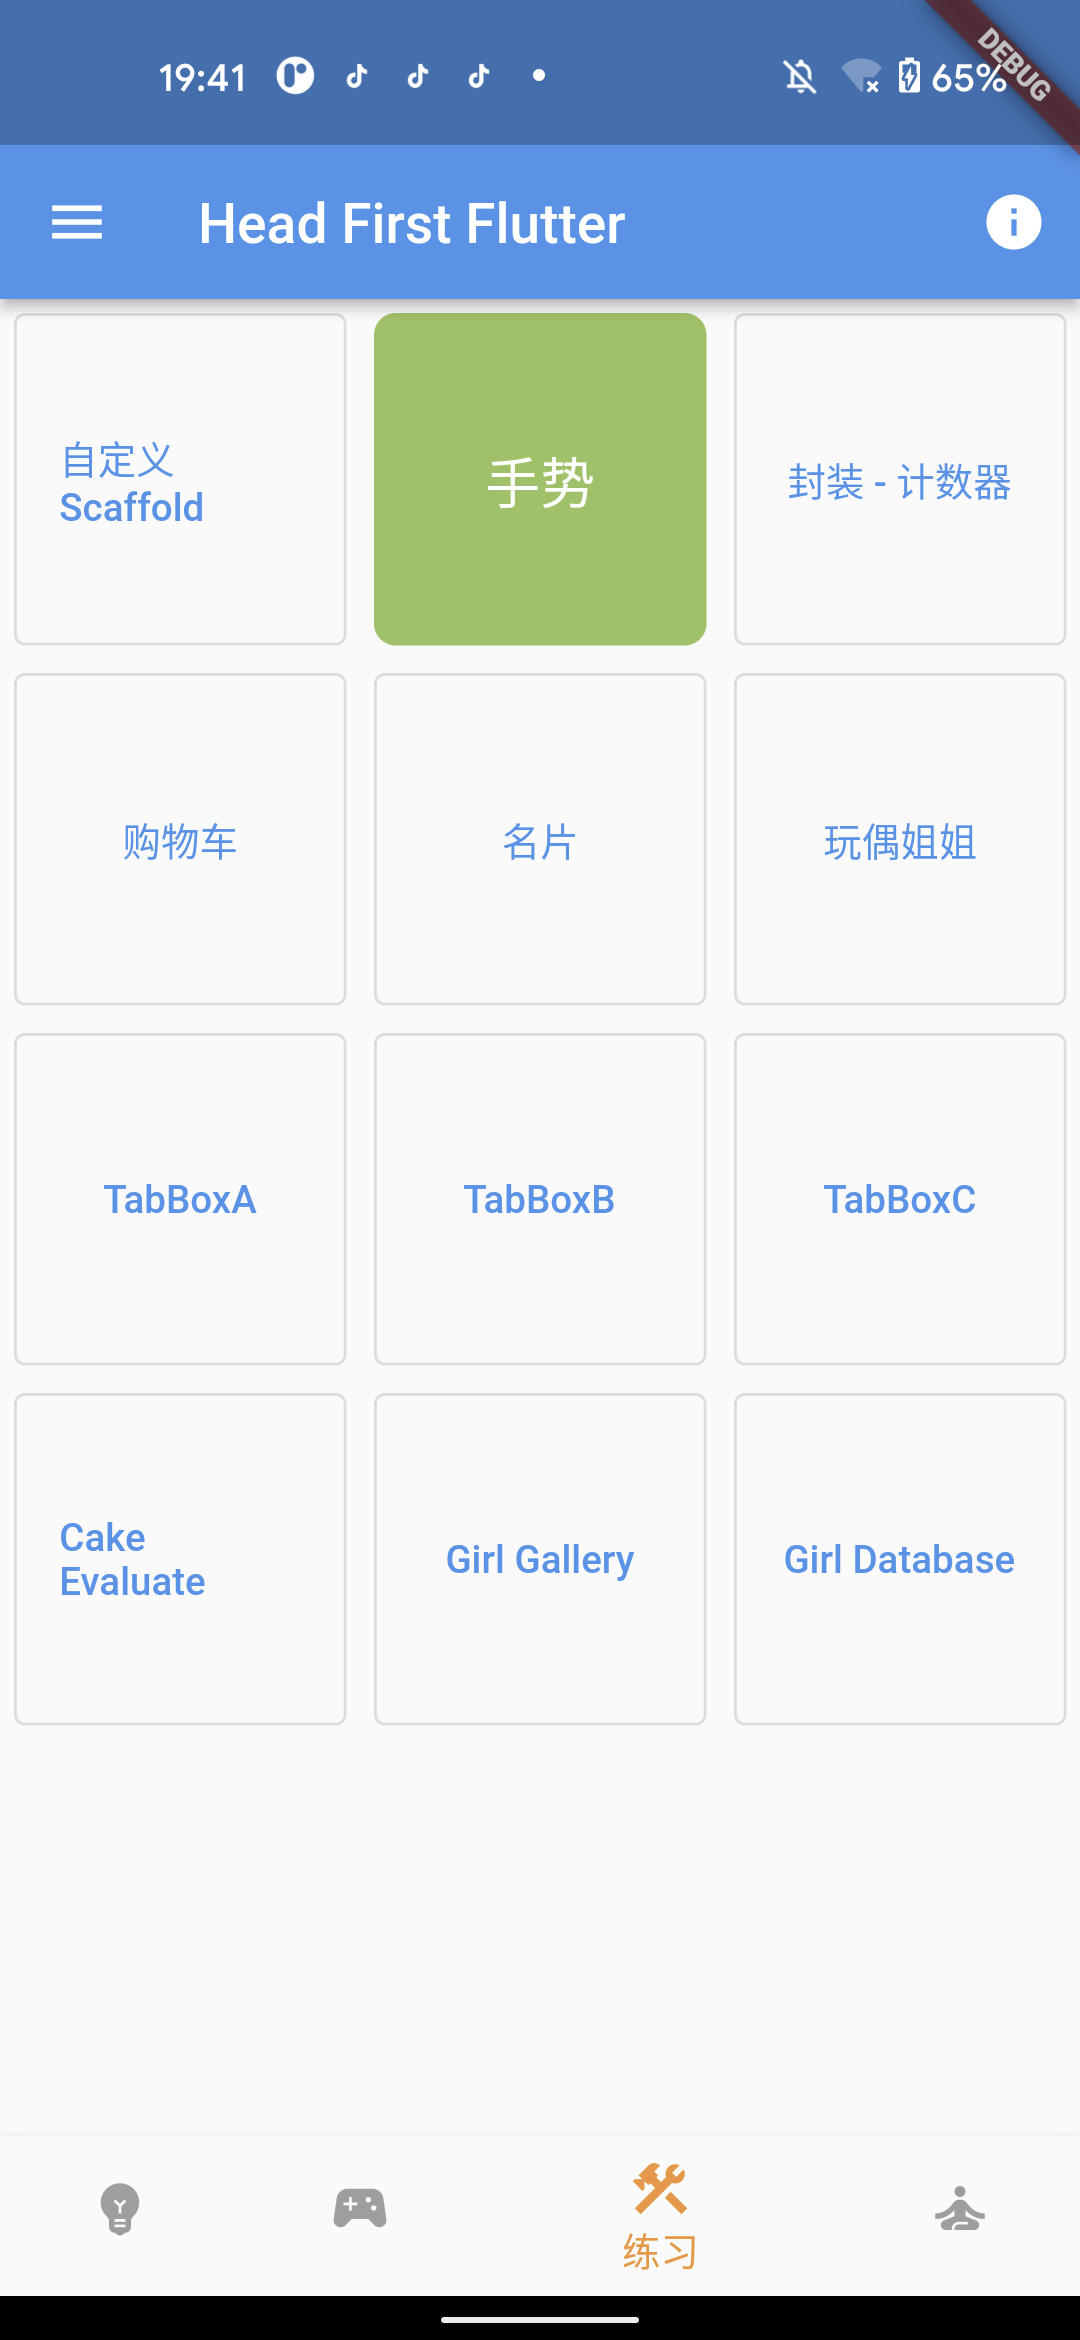 19:41
65%
DEBUG
Head First Flutter
自定义
Scaffold
手势
封装 - 计数器
购物车
名片
玩偶姐姐
TabBoxA
TabBoxB
TabBoxC
Cake
Evaluate
Girl Gallery
Girl Database
练习